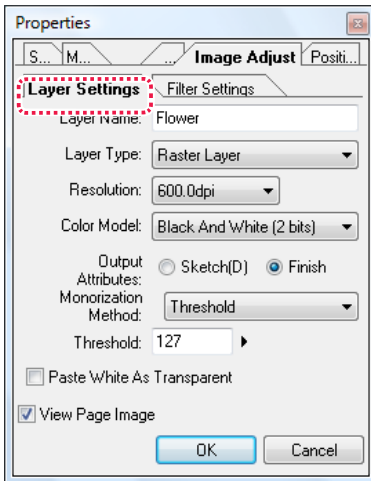 Properties
S... M... ... Image Adjust Positi...
Layer Settings Filter Settings
Layer Name: Flower
Layer Type: Raster Layer
Resolution: 600.0dpi
Color Model: Black And White (2 bits)
Output Attributes: Sketch(D) Finish
Monorization Method: Threshold
Threshold: 127
Paste White As Transparent
View Page Image
OK Cancel